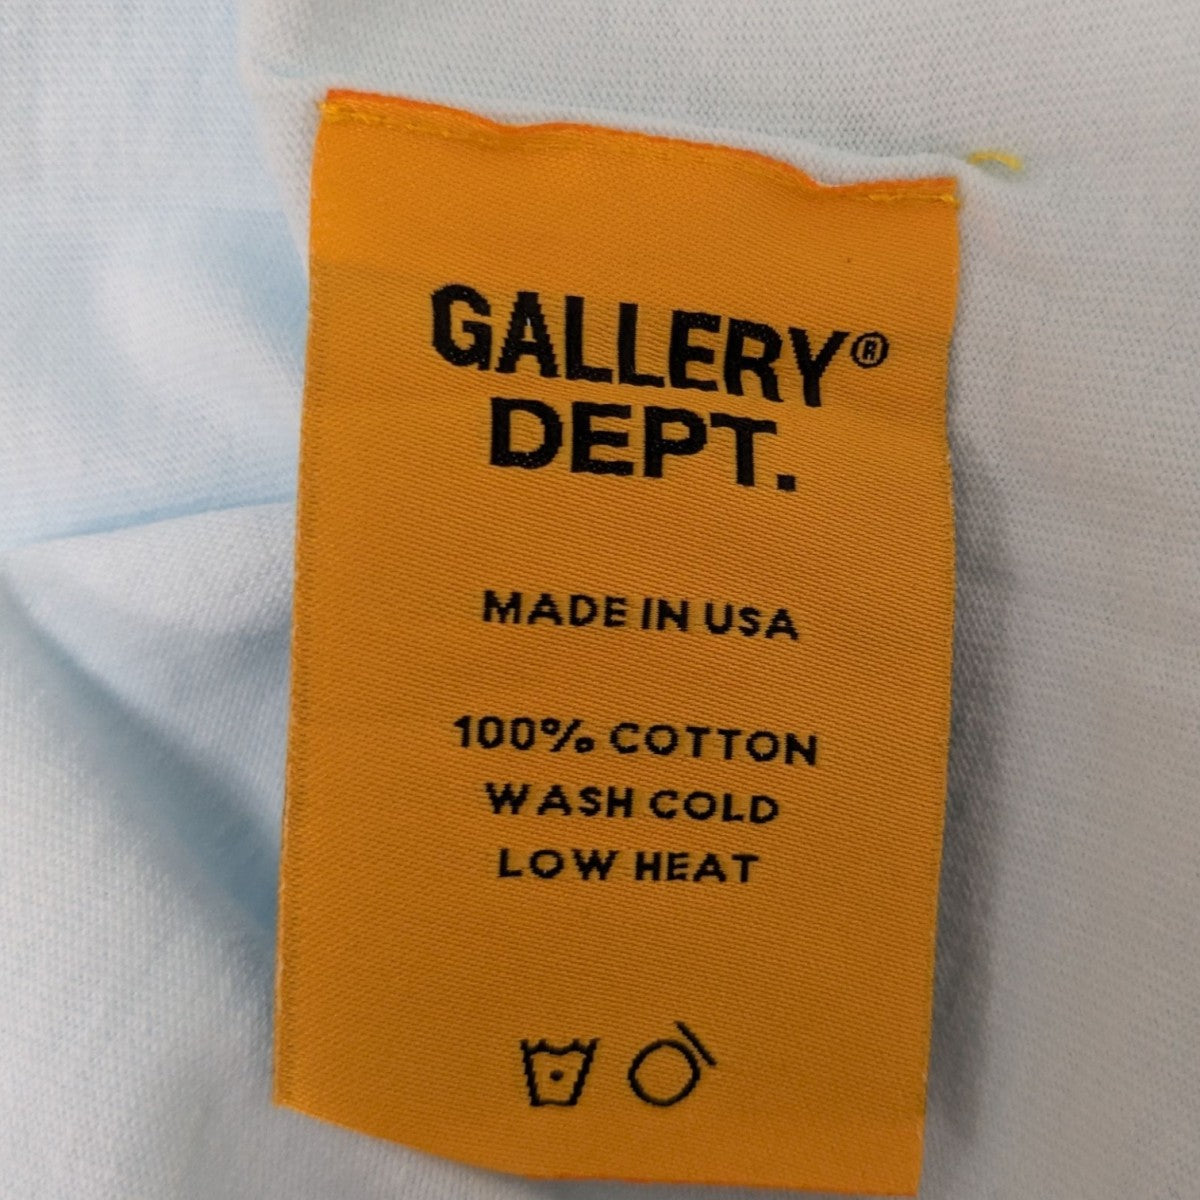 GALLERY®
DEPT.
MADE IN USA
100% COTTON
WASH COLD
LOW HEAT